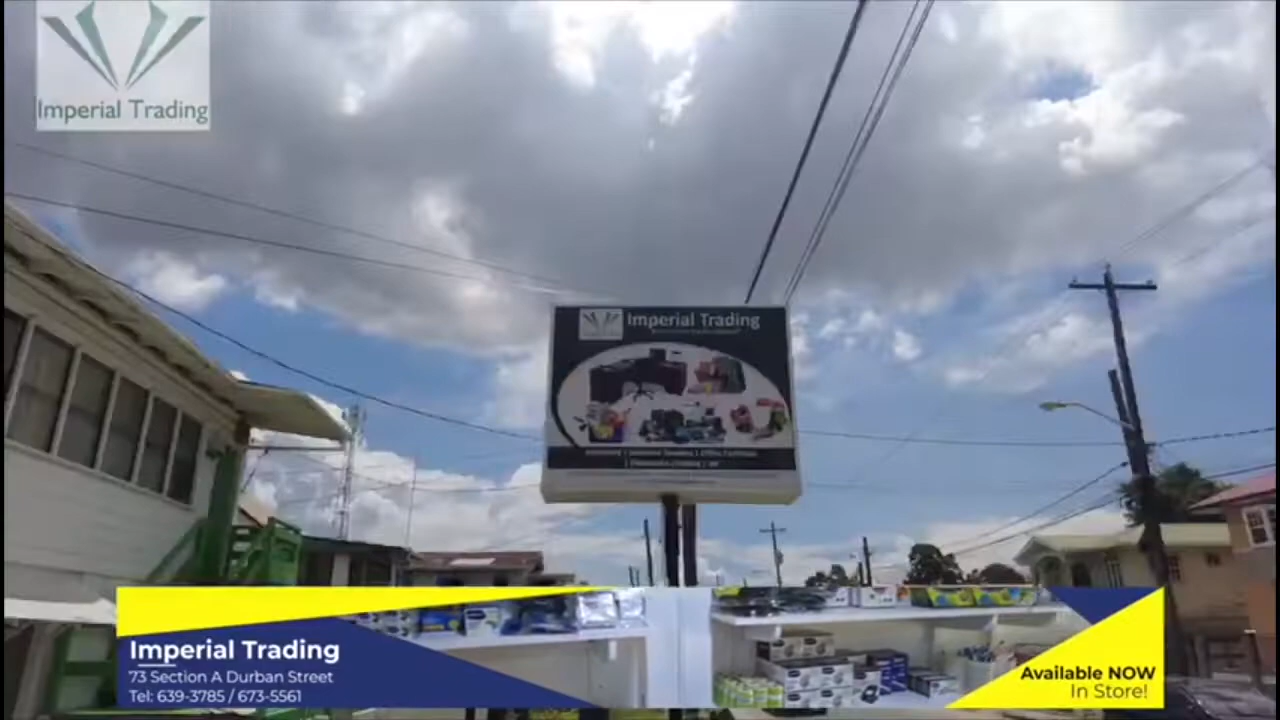 Imperial Trading
Imperial Trading
Imperial Trading
73 Section A Durban Street
Tel: 639-3785 / 673-5561
Available NOW
In Store!